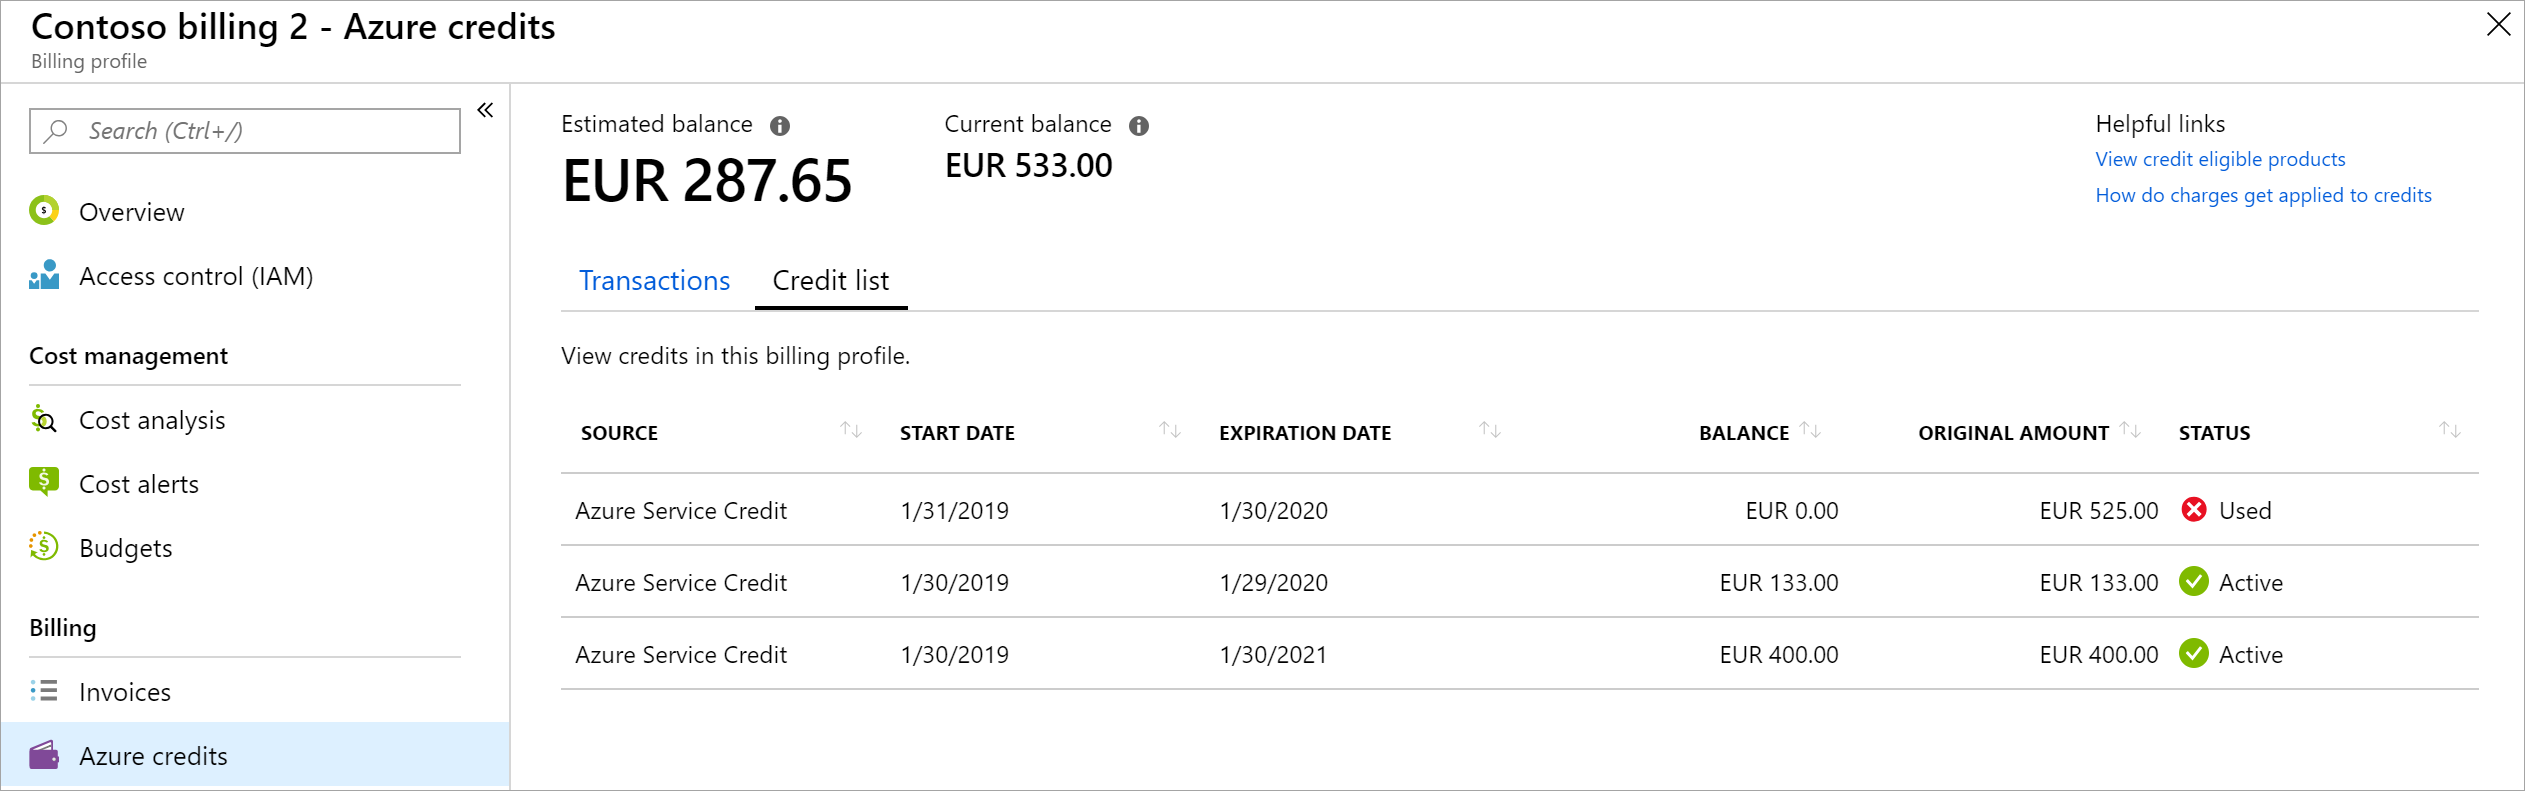 Contoso billing 2 - Azure credits
Billing profile
Search (Ctrl+/)
Overview
Access control (IAM)
Cost management
Cost analysis
Cost alerts
Budgets
Billing
Invoices
Azure credits
Estimated balance
EUR 287.65
Current balance
EUR 533.00
Helpful links
View credit eligible products
How do charges get applied to credits
Transactions Credit list
View credits in this billing profile.
SOURCE START DATE EXPIRATION DATE BALANCE ORIGINAL AMOUNT STATUS
Azure Service Credit 1/31/2019 1/30/2020 EUR 0.00 EUR 525.00 Used
Azure Service Credit 1/30/2019 1/29/2020 EUR 133.00 EUR 133.00 Active
Azure Service Credit 1/30/2019 1/30/2021 EUR 400.00 EUR 400.00 Active